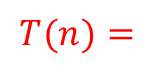 T(n) =